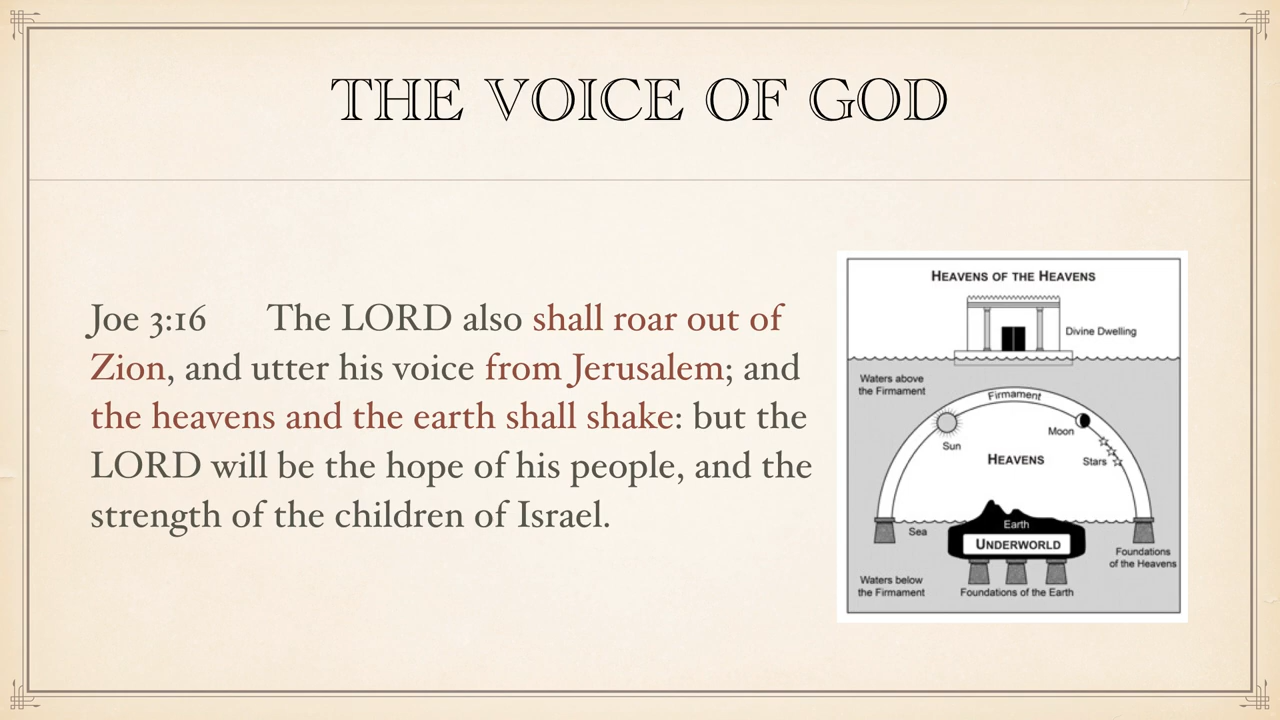 THE VOICE OF GOD
Joe 3:16 The LORD also shall roar out of
Zion, and utter his voice from Jerusalem; and
the heavens and the earth shall shake: but the
LORD will be the hope of his people, and the
strength of the children of Israel.
HEAVENS OF THE HEAVENS
Divine Dwelling
Waters above
the Firmament
Firmament
Sun
Moon
Stars
HEAVENS
Earth
Sea
UNDERWORLD
Foundations
of the Heavens
Waters below
the Firmament
Foundations of the Earth